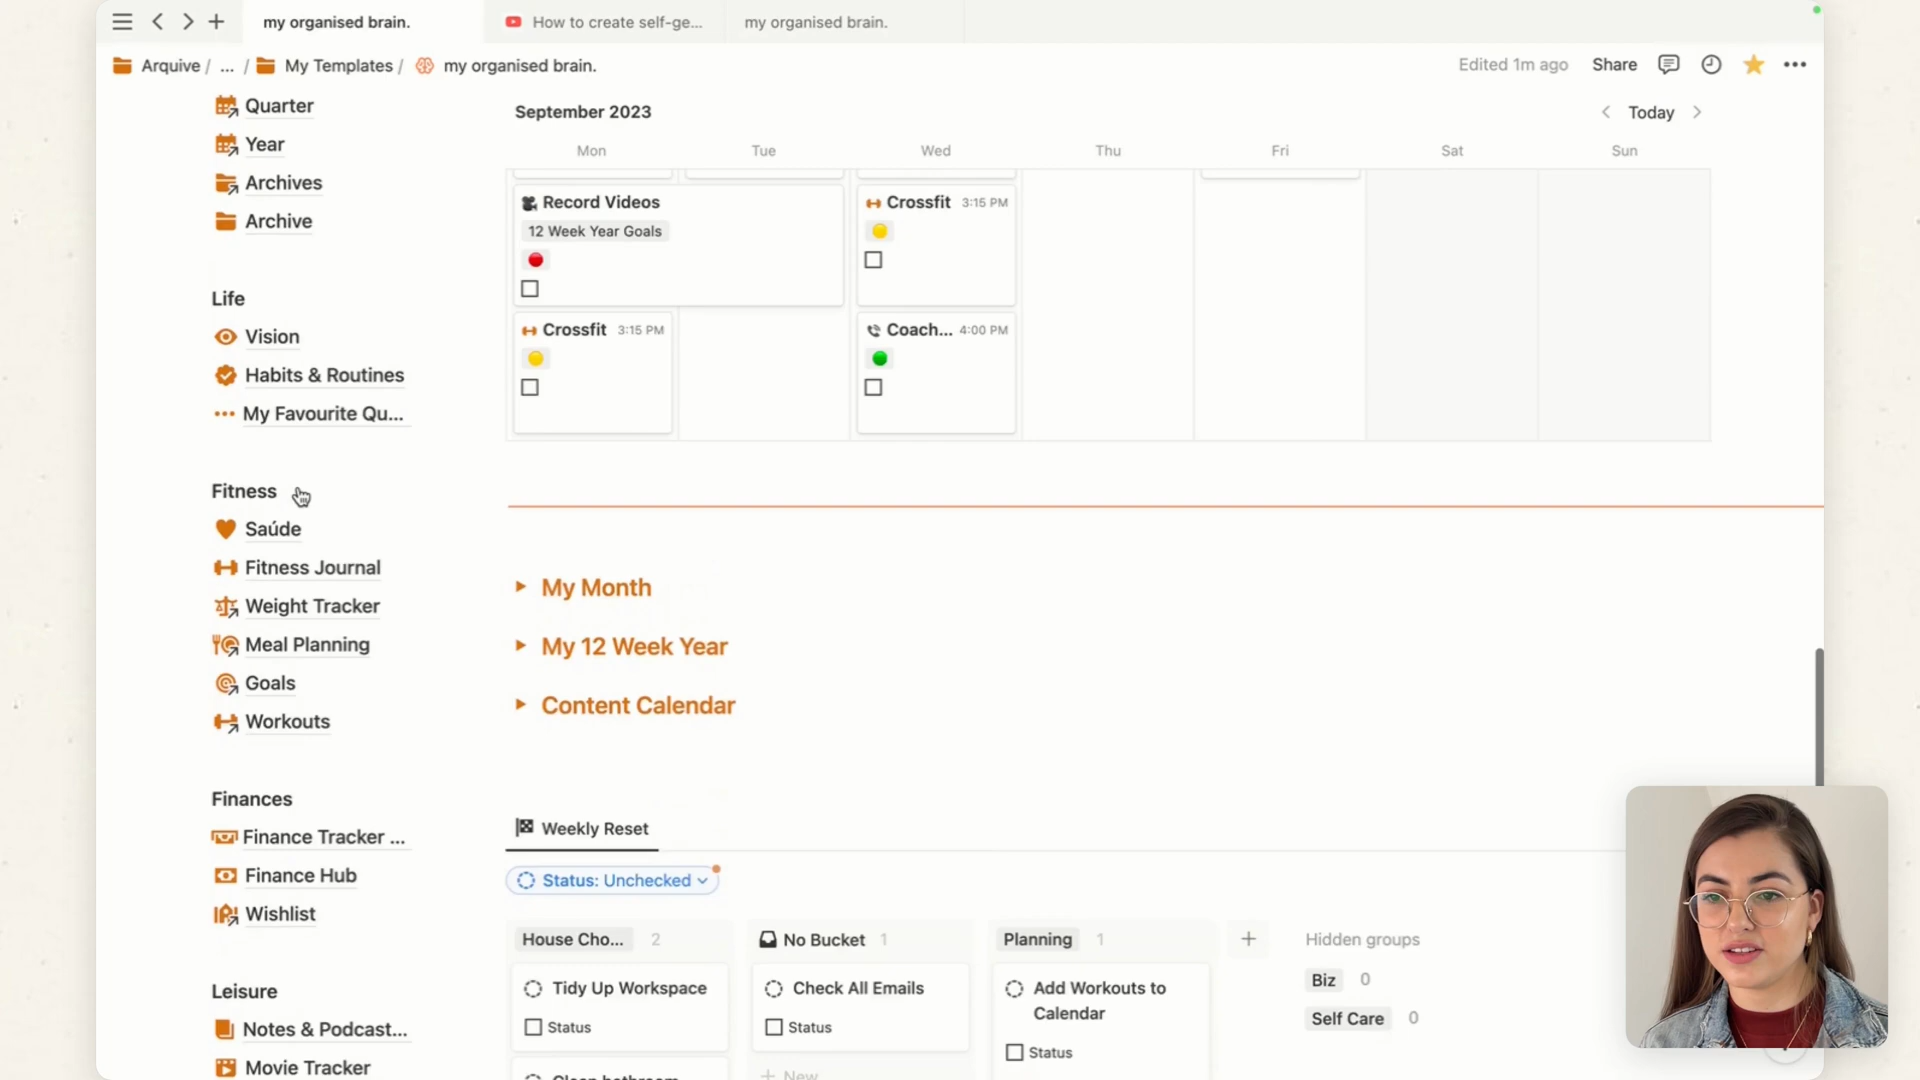 my organised brain.
How to create self-ge...
my organised brain.
Arquive / ... / My Templates / my organised brain.
Edited 1m ago
Share
Quarter
Year
Archives
Archive
Life
Vision
Habits & Routines
My Favourite Qu...
Fitness
Saúde
Fitness Journal
Weight Tracker
Meal Planning
Goals
Workouts
Finances
Finance Tracker ...
Finance Hub
Wishlist
Leisure
Notes & Podcast...
Movie Tracker
September 2023
Today
Mon Tue Wed Thu Fri Sat Sun
Record Videos
12 Week Year Goals
Crossfit 3:15 PM
Crossfit 3:15 PM
Coach... 4:00 PM
My Month
My 12 Week Year
Content Calendar
Weekly Reset
Status: Unchecked
House Cho... 2
No Bucket 1
Planning 1
Hidden groups
Tidy Up Workspace
Status
Check All Emails
Status
Add Workouts to
Calendar
Status
Biz 0
Self Care 0
Clean bathroom
New